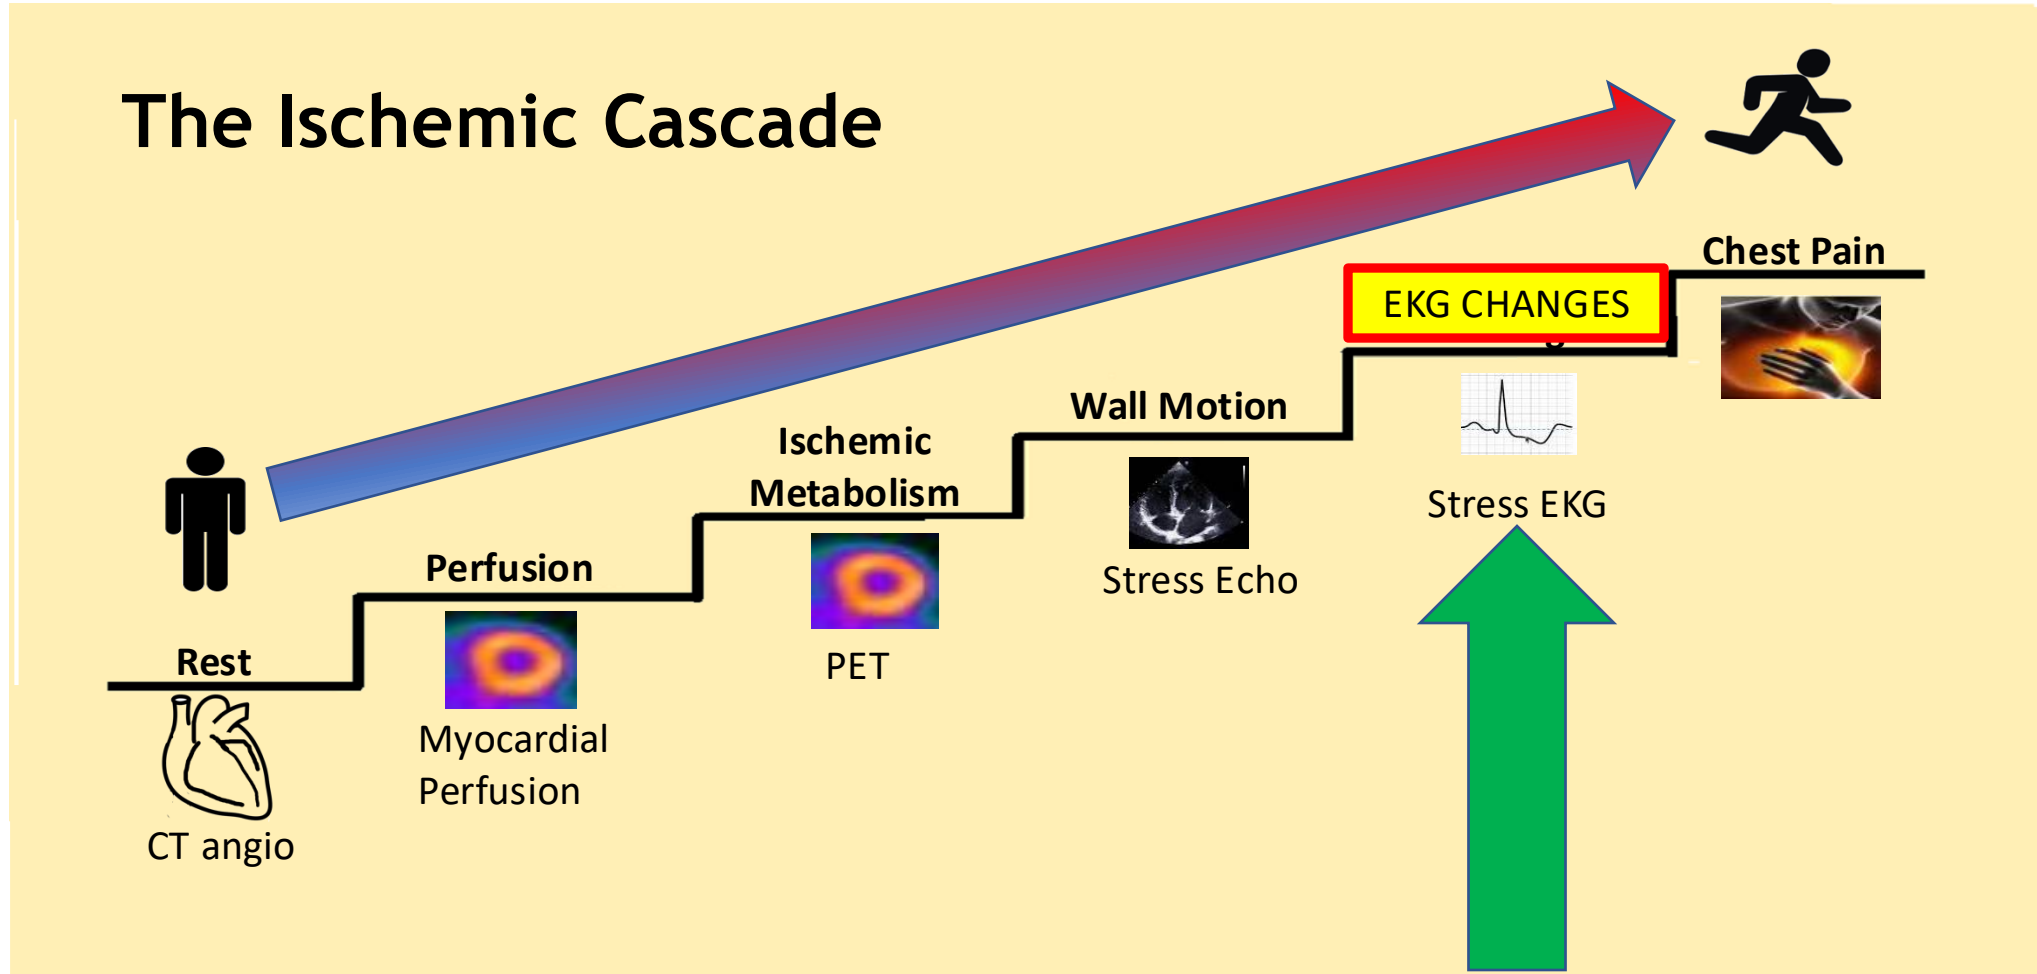 The Ischemic Cascade
Rest
CT angio
Perfusion
Myocardial
Perfusion
Ischemic
Metabolism
PET
Wall Motion
Stress Echo
EKG CHANGES
Stress EKG
Chest Pain